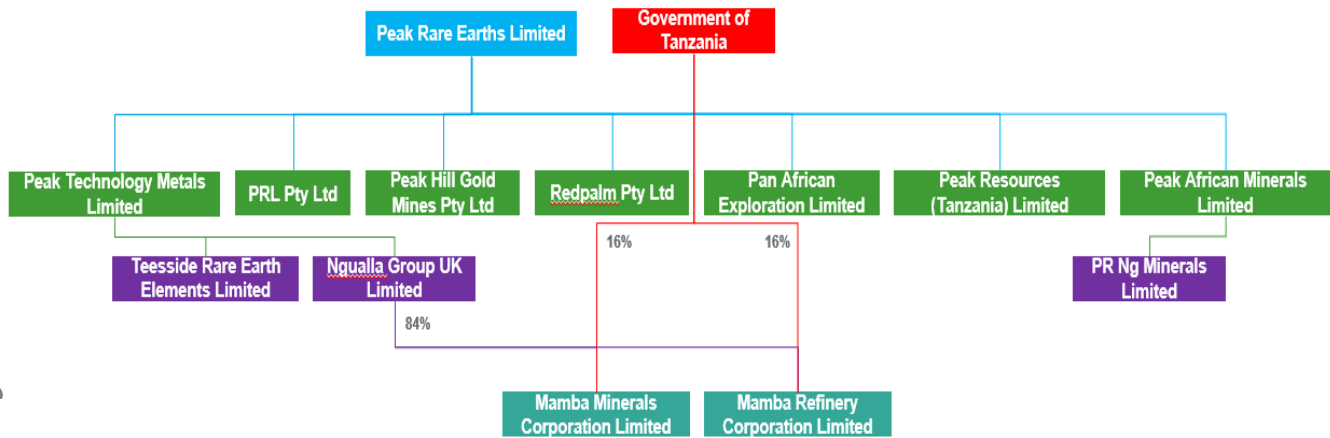 Peak Rare Earths Limited
Government of
Tanzania
Peak Technology Metals
Limited
PRL Pty Ltd
Peak Hill Gold
Mines Pty Ltd
Redpalm Pty Ltd
Pan African
Exploration Limited
Peak Resources
(Tanzania) Limited
Peak African Minerals
Limited
16%
16%
Teesside Rare Earth
Elements Limited
Ngualla Group UK
Limited
PR Ng Minerals
Limited
84%
Mamba Minerals
Corporation Limited
Mamba Refinery
Corporation Limited